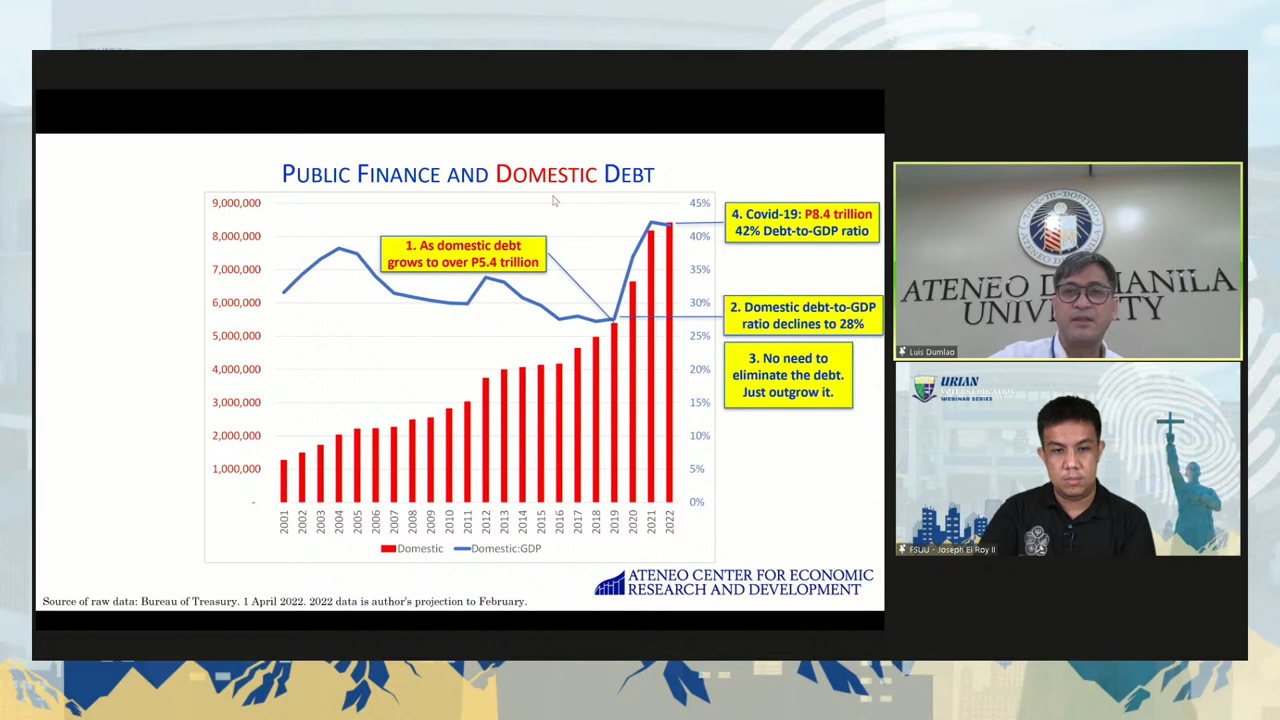 PUBLIC FINANCE AND DOMESTIC DEBT
9,000,000
8,000,000
7,000,000
6,000,000
5,000,000
4,000,000
3,000,000
2,000,000
1,000,000
-
45%
40%
35%
30%
25%
20%
15%
10%
5%
0%
1. As domestic debt
grows to over P5.4 trillion
4. Covid-19: P8.4 trillion
42% Debt-to-GDP ratio
2. Domestic debt-to-GDP
ratio declines to 28%
3. No need to
eliminate the debt.
Just outgrow it.
2001 2002 2003 2004 2005 2006 2007 2008 2009 2010 2011 2012 2013 2014 2015 2016 2017 2018 2019 2020 2021 2022
Domestic Domestic:GDP
ATENEO CENTER FOR ECONOMIC
RESEARCH AND DEVELOPMENT
Source of raw data: Bureau of Treasury. 1 April 2022. 2022 data is author's projection to February.
Luis Dumlao
URIAN
WEBINAR SERIES
FSUU - Joseph El Roy II